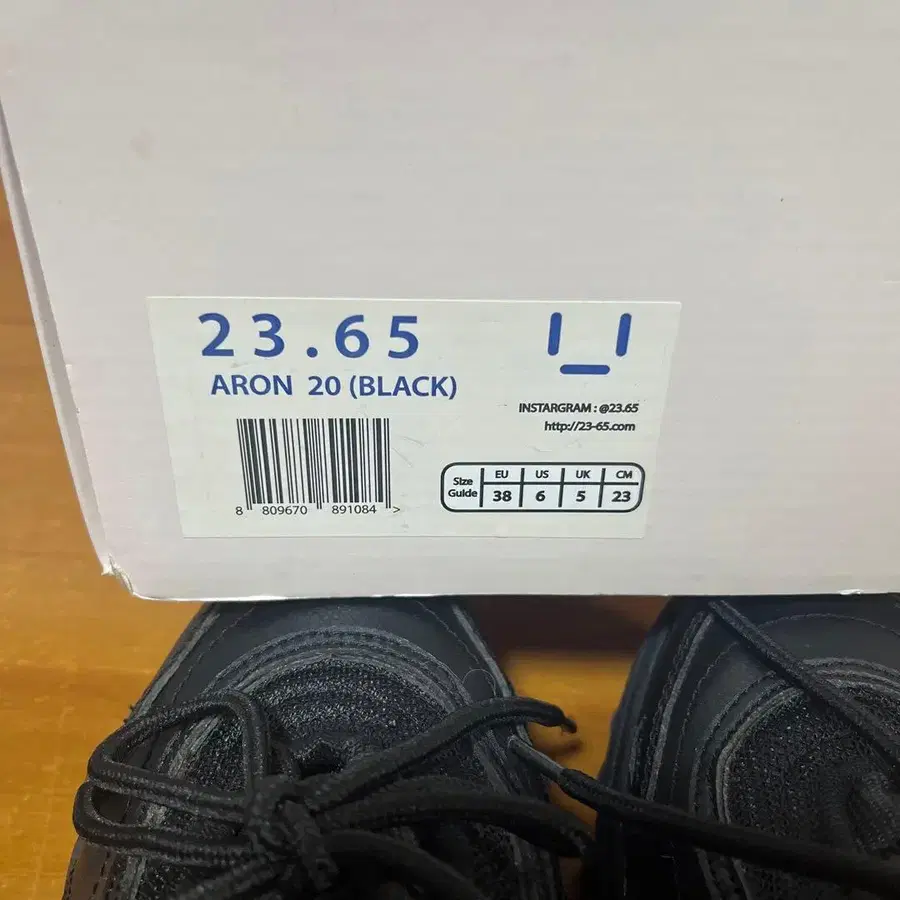 23.65
ARON 20 (BLACK)
INSTARGRAM : @23.65
http://23-65.com
8 809670 891084 >
Size Guide EU US UK CM
38 6 5 23